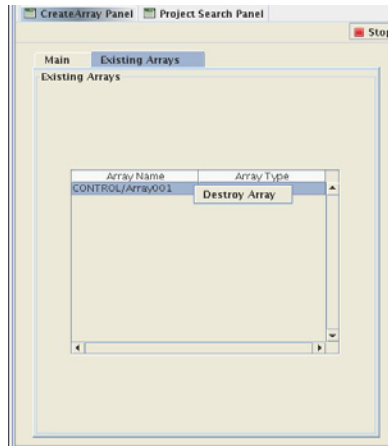 CreateArray Panel Project Search Panel
Stop
Main Existing Arrays
Existing Arrays
Array Name Array Type
CONTROL/Array001
Destroy Array